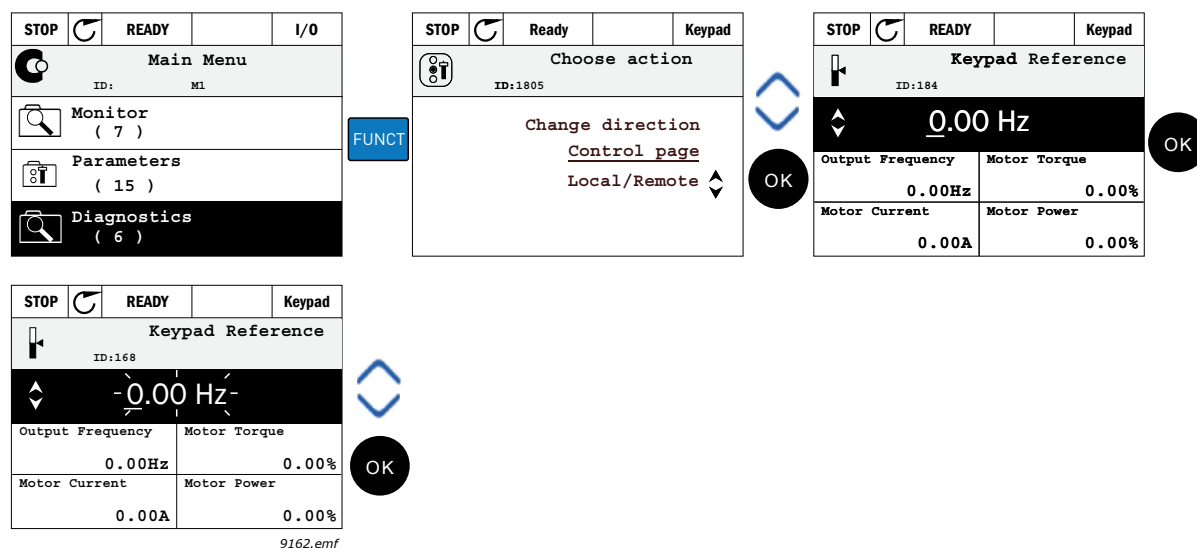 STOP READY I/O
Main Menu
ID: M1
Monitor
( 7 )
Parameters
( 15 )
Diagnostics
( 6 )
FUNCT
STOP Ready Keypad
Choose action
ID:1805
Change direction
Control page
Local/Remote
OK
STOP READY Keypad
Keypad Reference
ID:184
0.00 Hz
Output Frequency Motor Torque
0.00Hz 0.00%
Motor Current Motor Power
0.00A 0.00%
OK
STOP READY Keypad
Keypad Reference
ID:168
0.00 Hz
Output Frequency Motor Torque
0.00Hz 0.00%
Motor Current Motor Power
0.00A 0.00%
OK
9162.emf